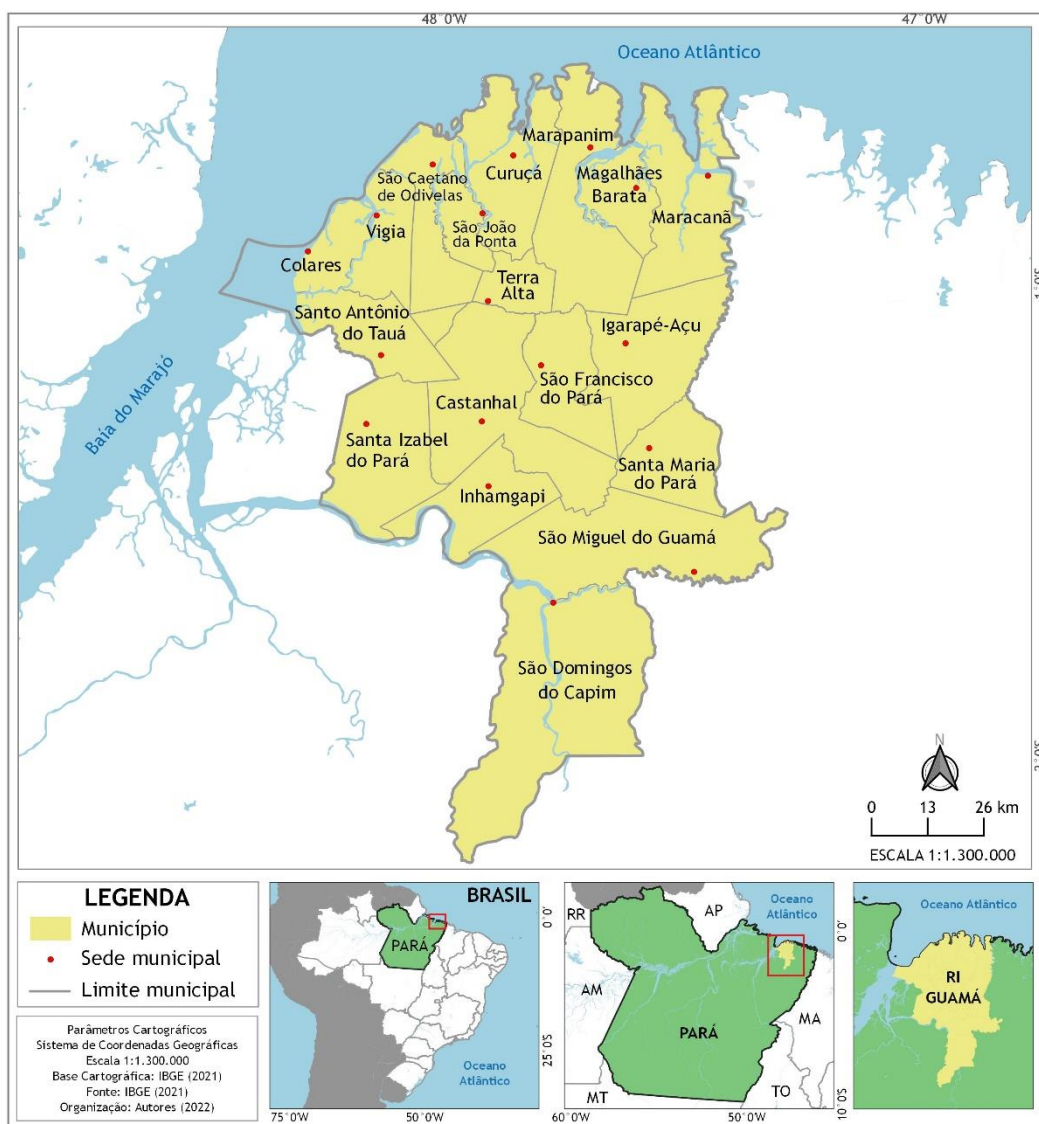 48°0'W
47°0'W
Oceano Atlântico
Marapanim
Curuçá
Magalhães
Barata
São Caetano
de Odivelas
Maracanã
Vigia
São João
da Ponta
Colares
Terra
Alta
1°0'S
Santo Antônio
do Tauá
Igarapé-Açu
São Francisco
do Pará
Baía do Marajó
Castanhal
Santa Izabel
do Pará
Santa Maria
do Pará
Inhamgapi
São Miguel do Guamá
São Domingos
do Capim
2°0'S
N
0 13 26 km
ESCALA 1:1.300.000
LEGENDA
Município
Sede municipal
Limite municipal
Parâmetros Cartográficos
Sistema de Coordenadas Geográficas
Escala 1:1.300.000
Base Cartográfica: IBGE (2021)
Fonte: IBGE (2021)
Organização: Autores (2022)
BRASIL
PARÁ
Oceano
Atlântico
0°0'
25°0'S
75°0'W
50°0'W
RR
AP
Oceano
Atlântico
AM
PARÁ
MA
MT
TO
0°0'
60°0'W
50°0'W
Oceano Atlântico
RI
GUAMÁ
10°0'S